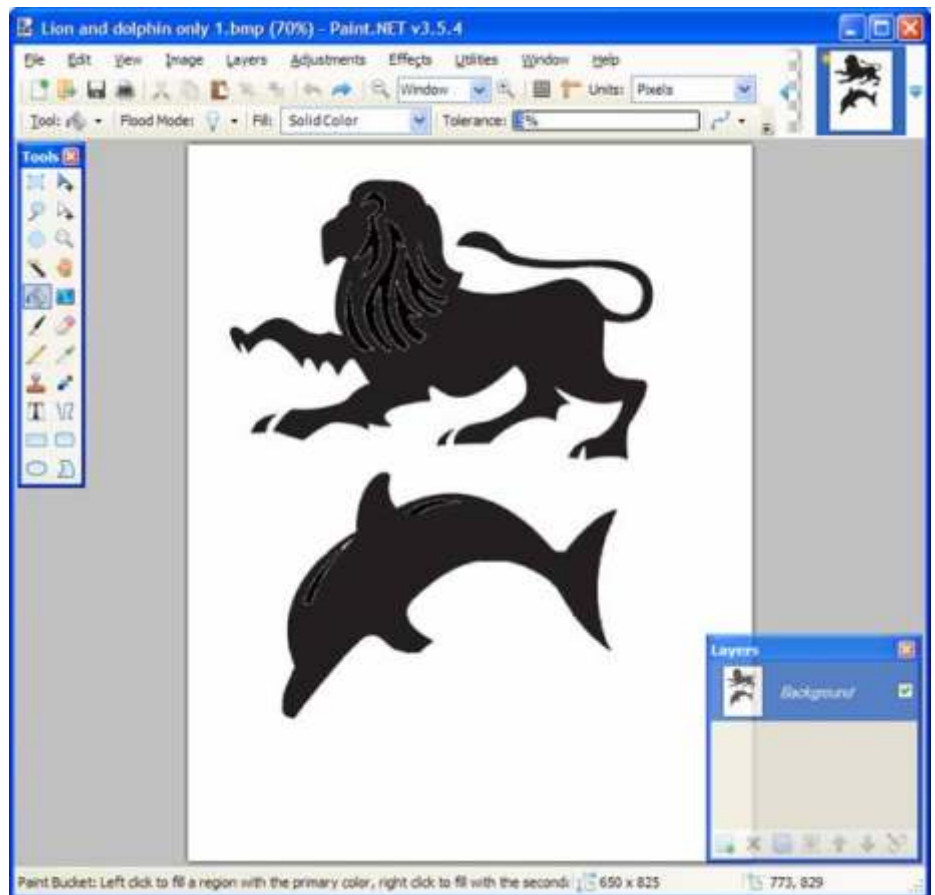 Lion and dolphin only 1.bmp (70%) - Paint.NET v3.5.4
File Edit View Image Layers Adjustments Effects Utilities Window Help
Window Units: Pixels
Tool: Flood Mode: Fill: Solid Color Tolerance: %
Tools
Layers
Background
Paint Bucket: Left click to fill a region with the primary color, right click to fill with the second 650 x 825 773, 829